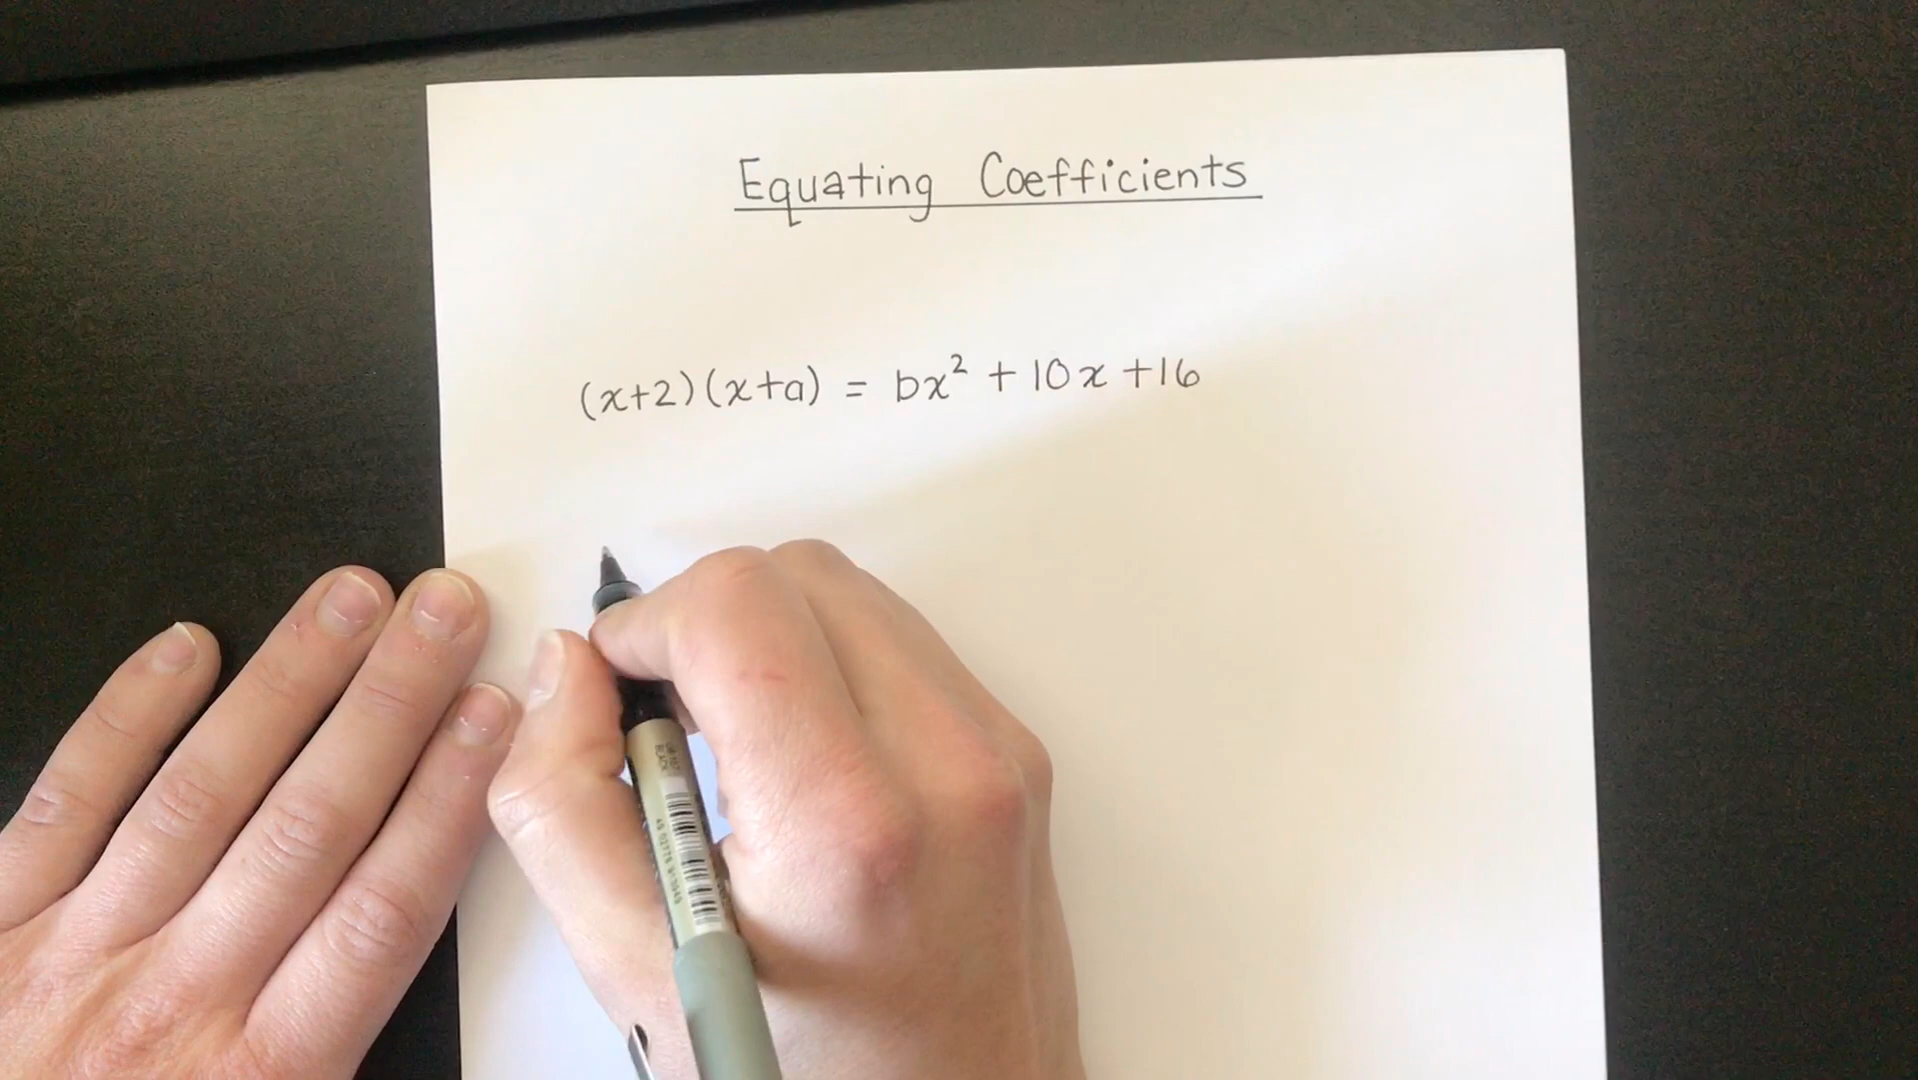 Equating Coefficients
(x+2)(x+a) = bx² + 10x +16